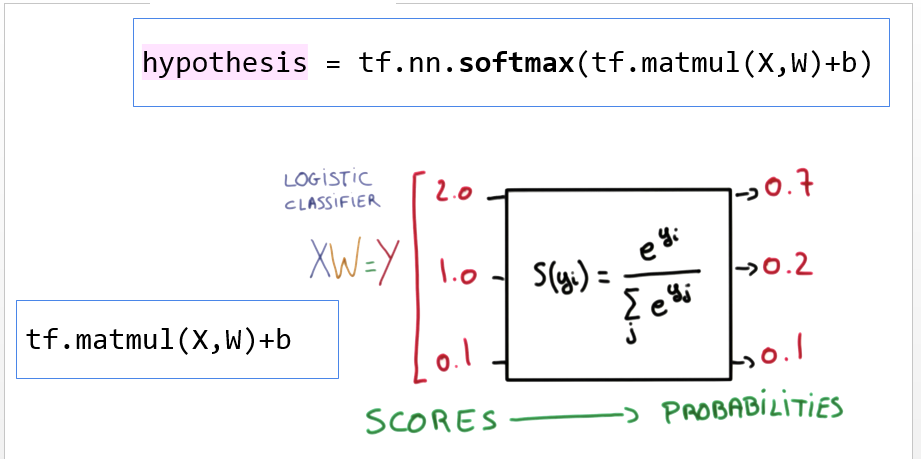 hypothesis = tf.nn.softmax(tf.matmul(X,W)+b)
LOGISTIC
CLASSIFIER
XW=Y
tf.matmul(X,W)+b
2.0
1.0
0.1
S(yi) = e^yi / Σj e^yj
0.7
0.2
0.1
SCORES → PROBABILITIES